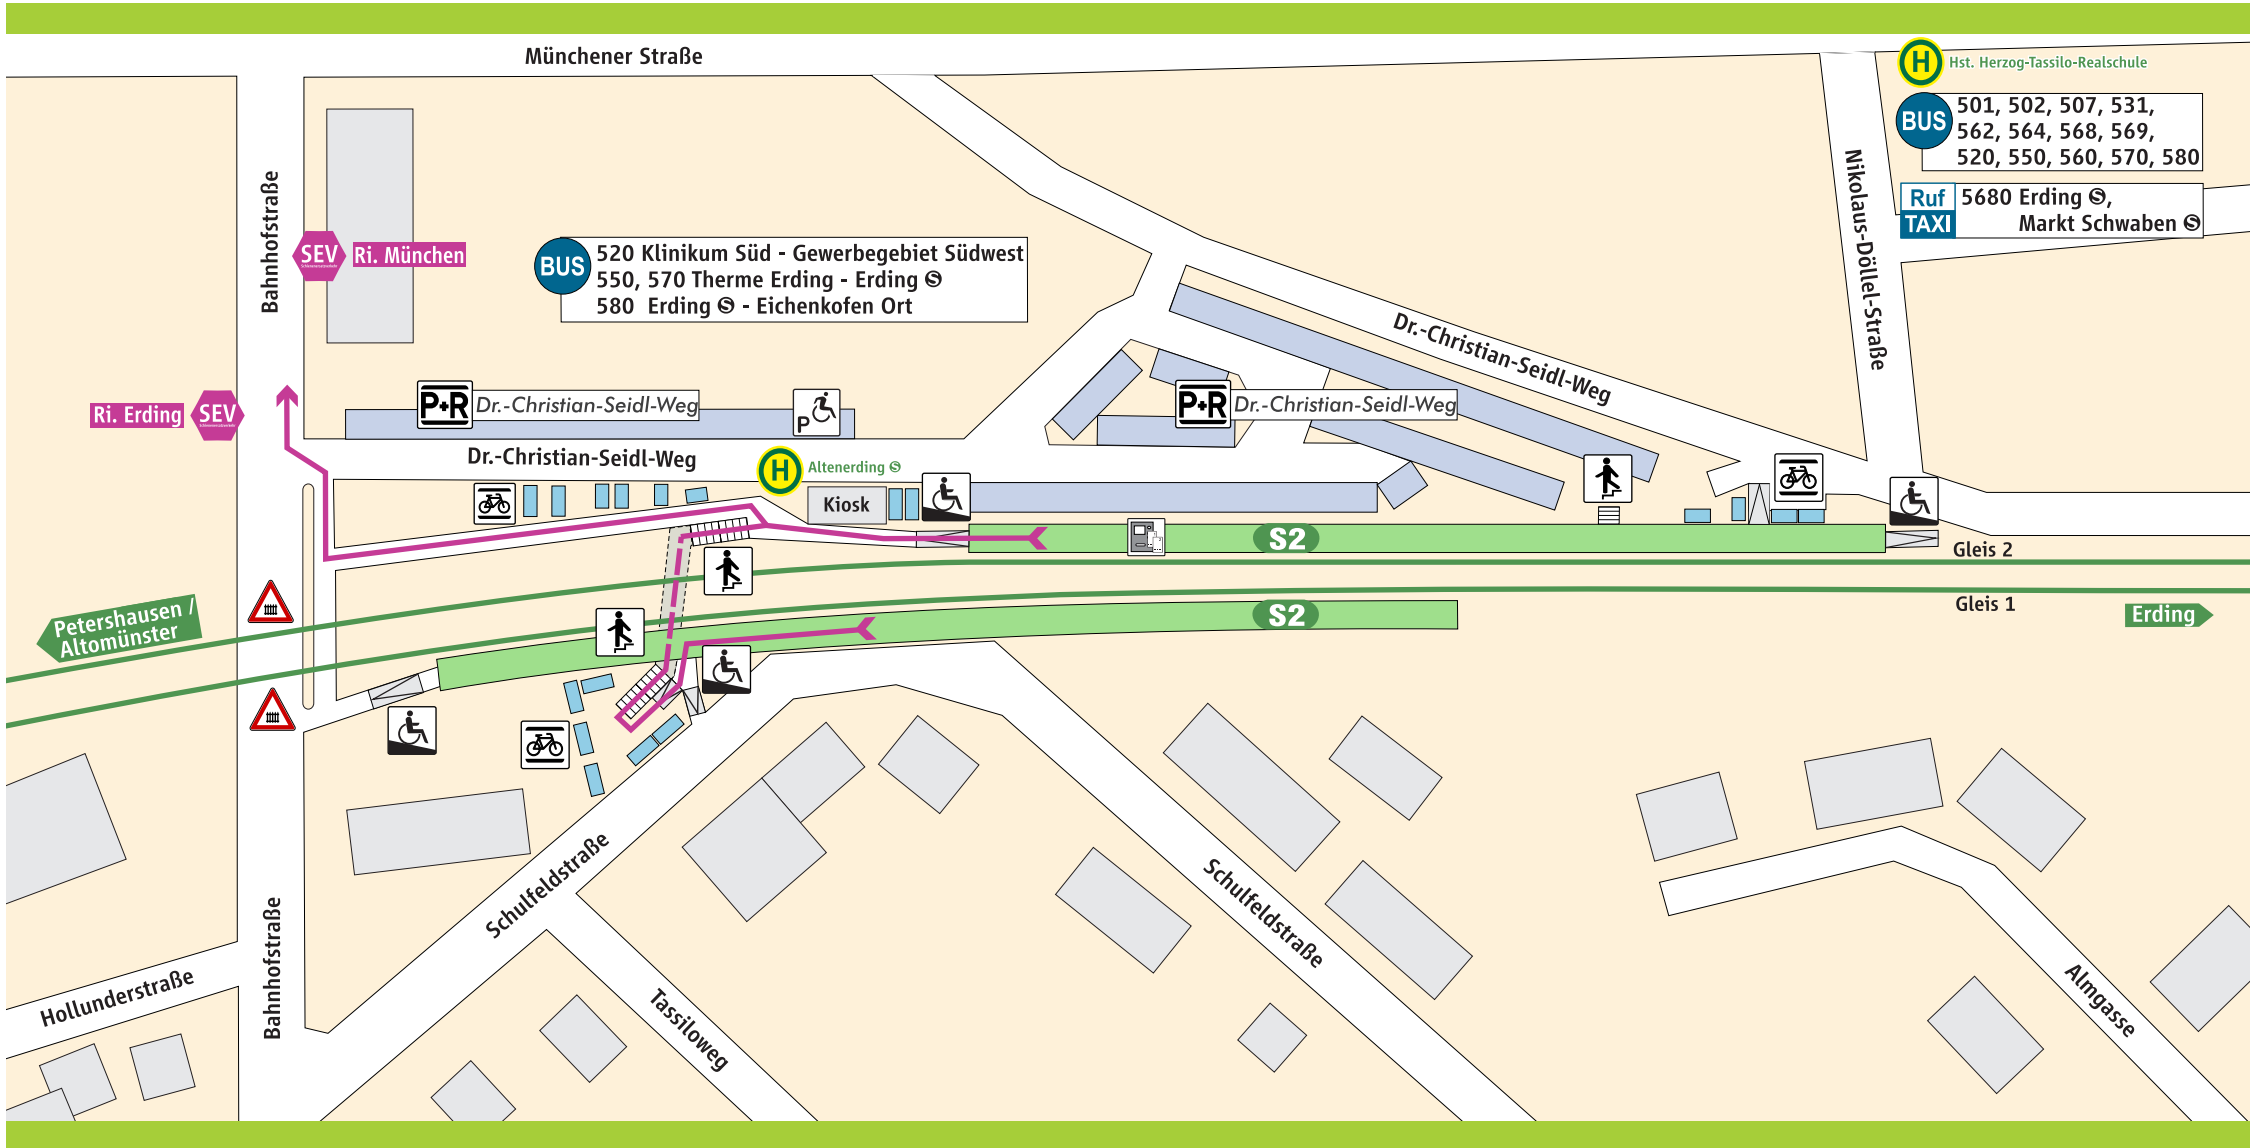 Münchener Straße
H Hst. Herzog-Tassilo-Realschule
BUS 501, 502, 507, 531,
562, 564, 568, 569,
520, 550, 560, 570, 580
Ruf TAXI 5680 Erding S,
Markt Schwaben S
Nikolaus-Döllel-Straße
Bahnhofstraße
SEV Ri. München
BUS 520 Klinikum Süd - Gewerbegebiet Südwest
550, 570 Therme Erding - Erding S
580 Erding S - Eichenkofen Ort
Dr.-Christian-Seidl-Weg
Ri. Erding SEV
P+R Dr.-Christian-Seidl-Weg
P
P+R Dr.-Christian-Seidl-Weg
Dr.-Christian-Seidl-Weg
H Altenerding S
Kiosk
S2
Gleis 2
S2
Gleis 1
Erding
Petershausen /
Altomünster
Schulfeldstraße
Schulfeldstraße
Bahnhofstraße
Hollunderstraße
Tassiloweg
Almgasse